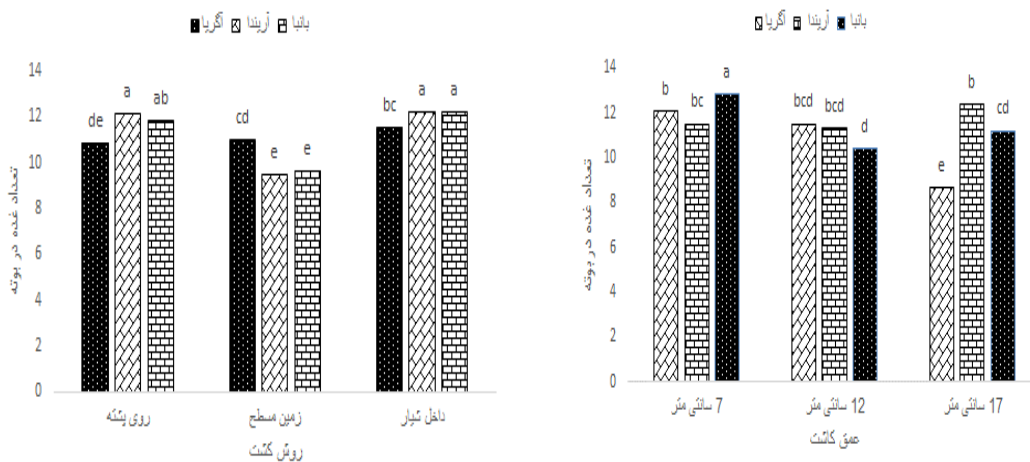 آگریا آریندا بانبا
14
12
10
8
6
4
2
0
تعداد غده در بوته
de a ab
cd e e
bc a a
روی پشته زمین مسطح داخل شیار
روش کشت
آگریا آریندا بانبا
14
12
10
8
6
4
2
0
تعداد غده در بوته
b bc a
bcd bcd d
e b cd
7 سانتی متر 12 سانتی متر 17 سانتی متر
عمق کاشت